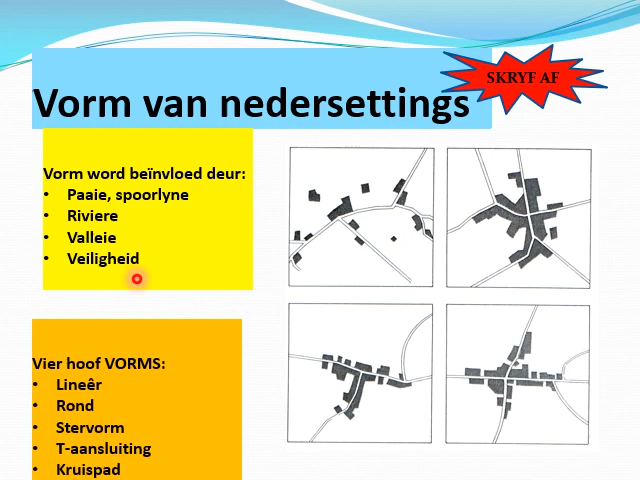 Vorm van nedersettings
SKRYF AF
Vorm word beïnvloed deur:
• Paaie, spoorlyne
• Riviere
• Valleie
• Veiligheid
Vier hoof VORMS:
• Lineêr
• Rond
• Stervorm
• T-aansluiting
• Kruispad